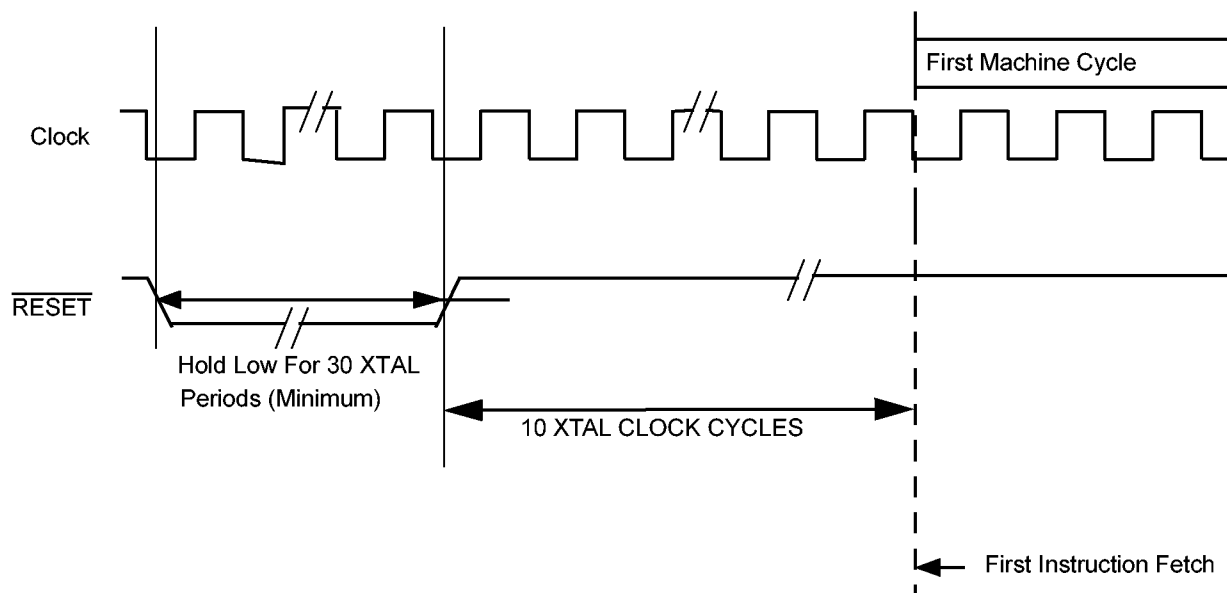 First Machine Cycle
Clock
RESET
Hold Low For 30 XTAL
Periods (Minimum)
10 XTAL CLOCK CYCLES
First Instruction Fetch